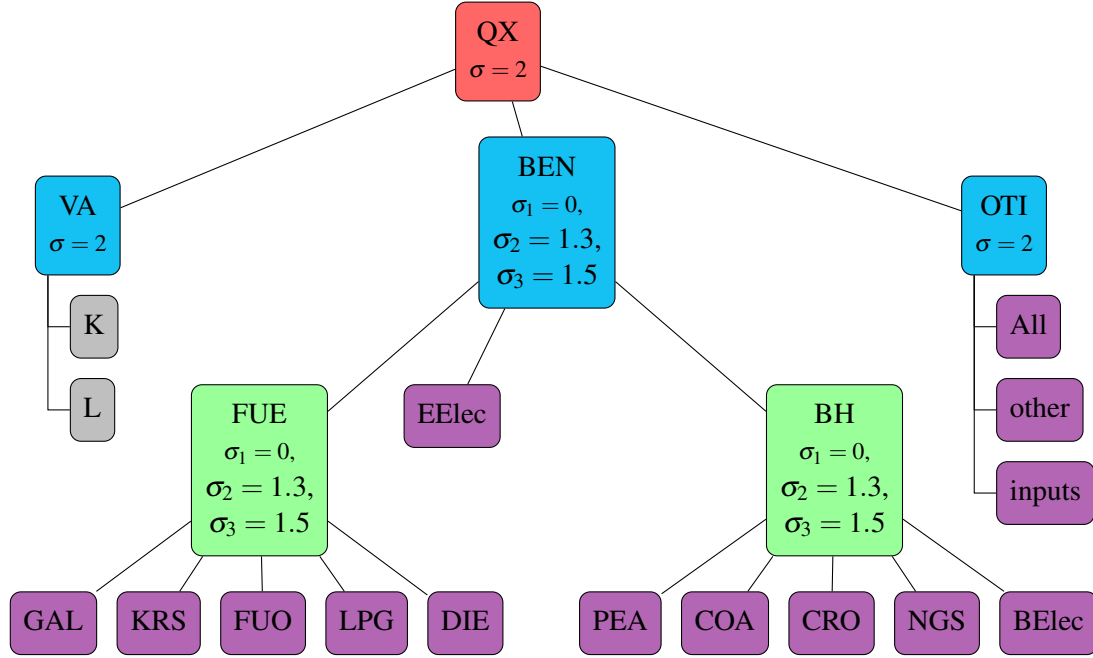 QX
σ = 2
BEN
σ₁ = 0,
σ₂ = 1.3,
σ₃ = 1.5
VA
σ = 2
OTI
σ = 2
K
L
All
other
inputs
FUE
σ₁ = 0,
σ₂ = 1.3,
σ₃ = 1.5
EElec
BH
σ₁ = 0,
σ₂ = 1.3,
σ₃ = 1.5
GAL
KRS
FUO
LPG
DIE
PEA
COA
CRO
NGS
BElec